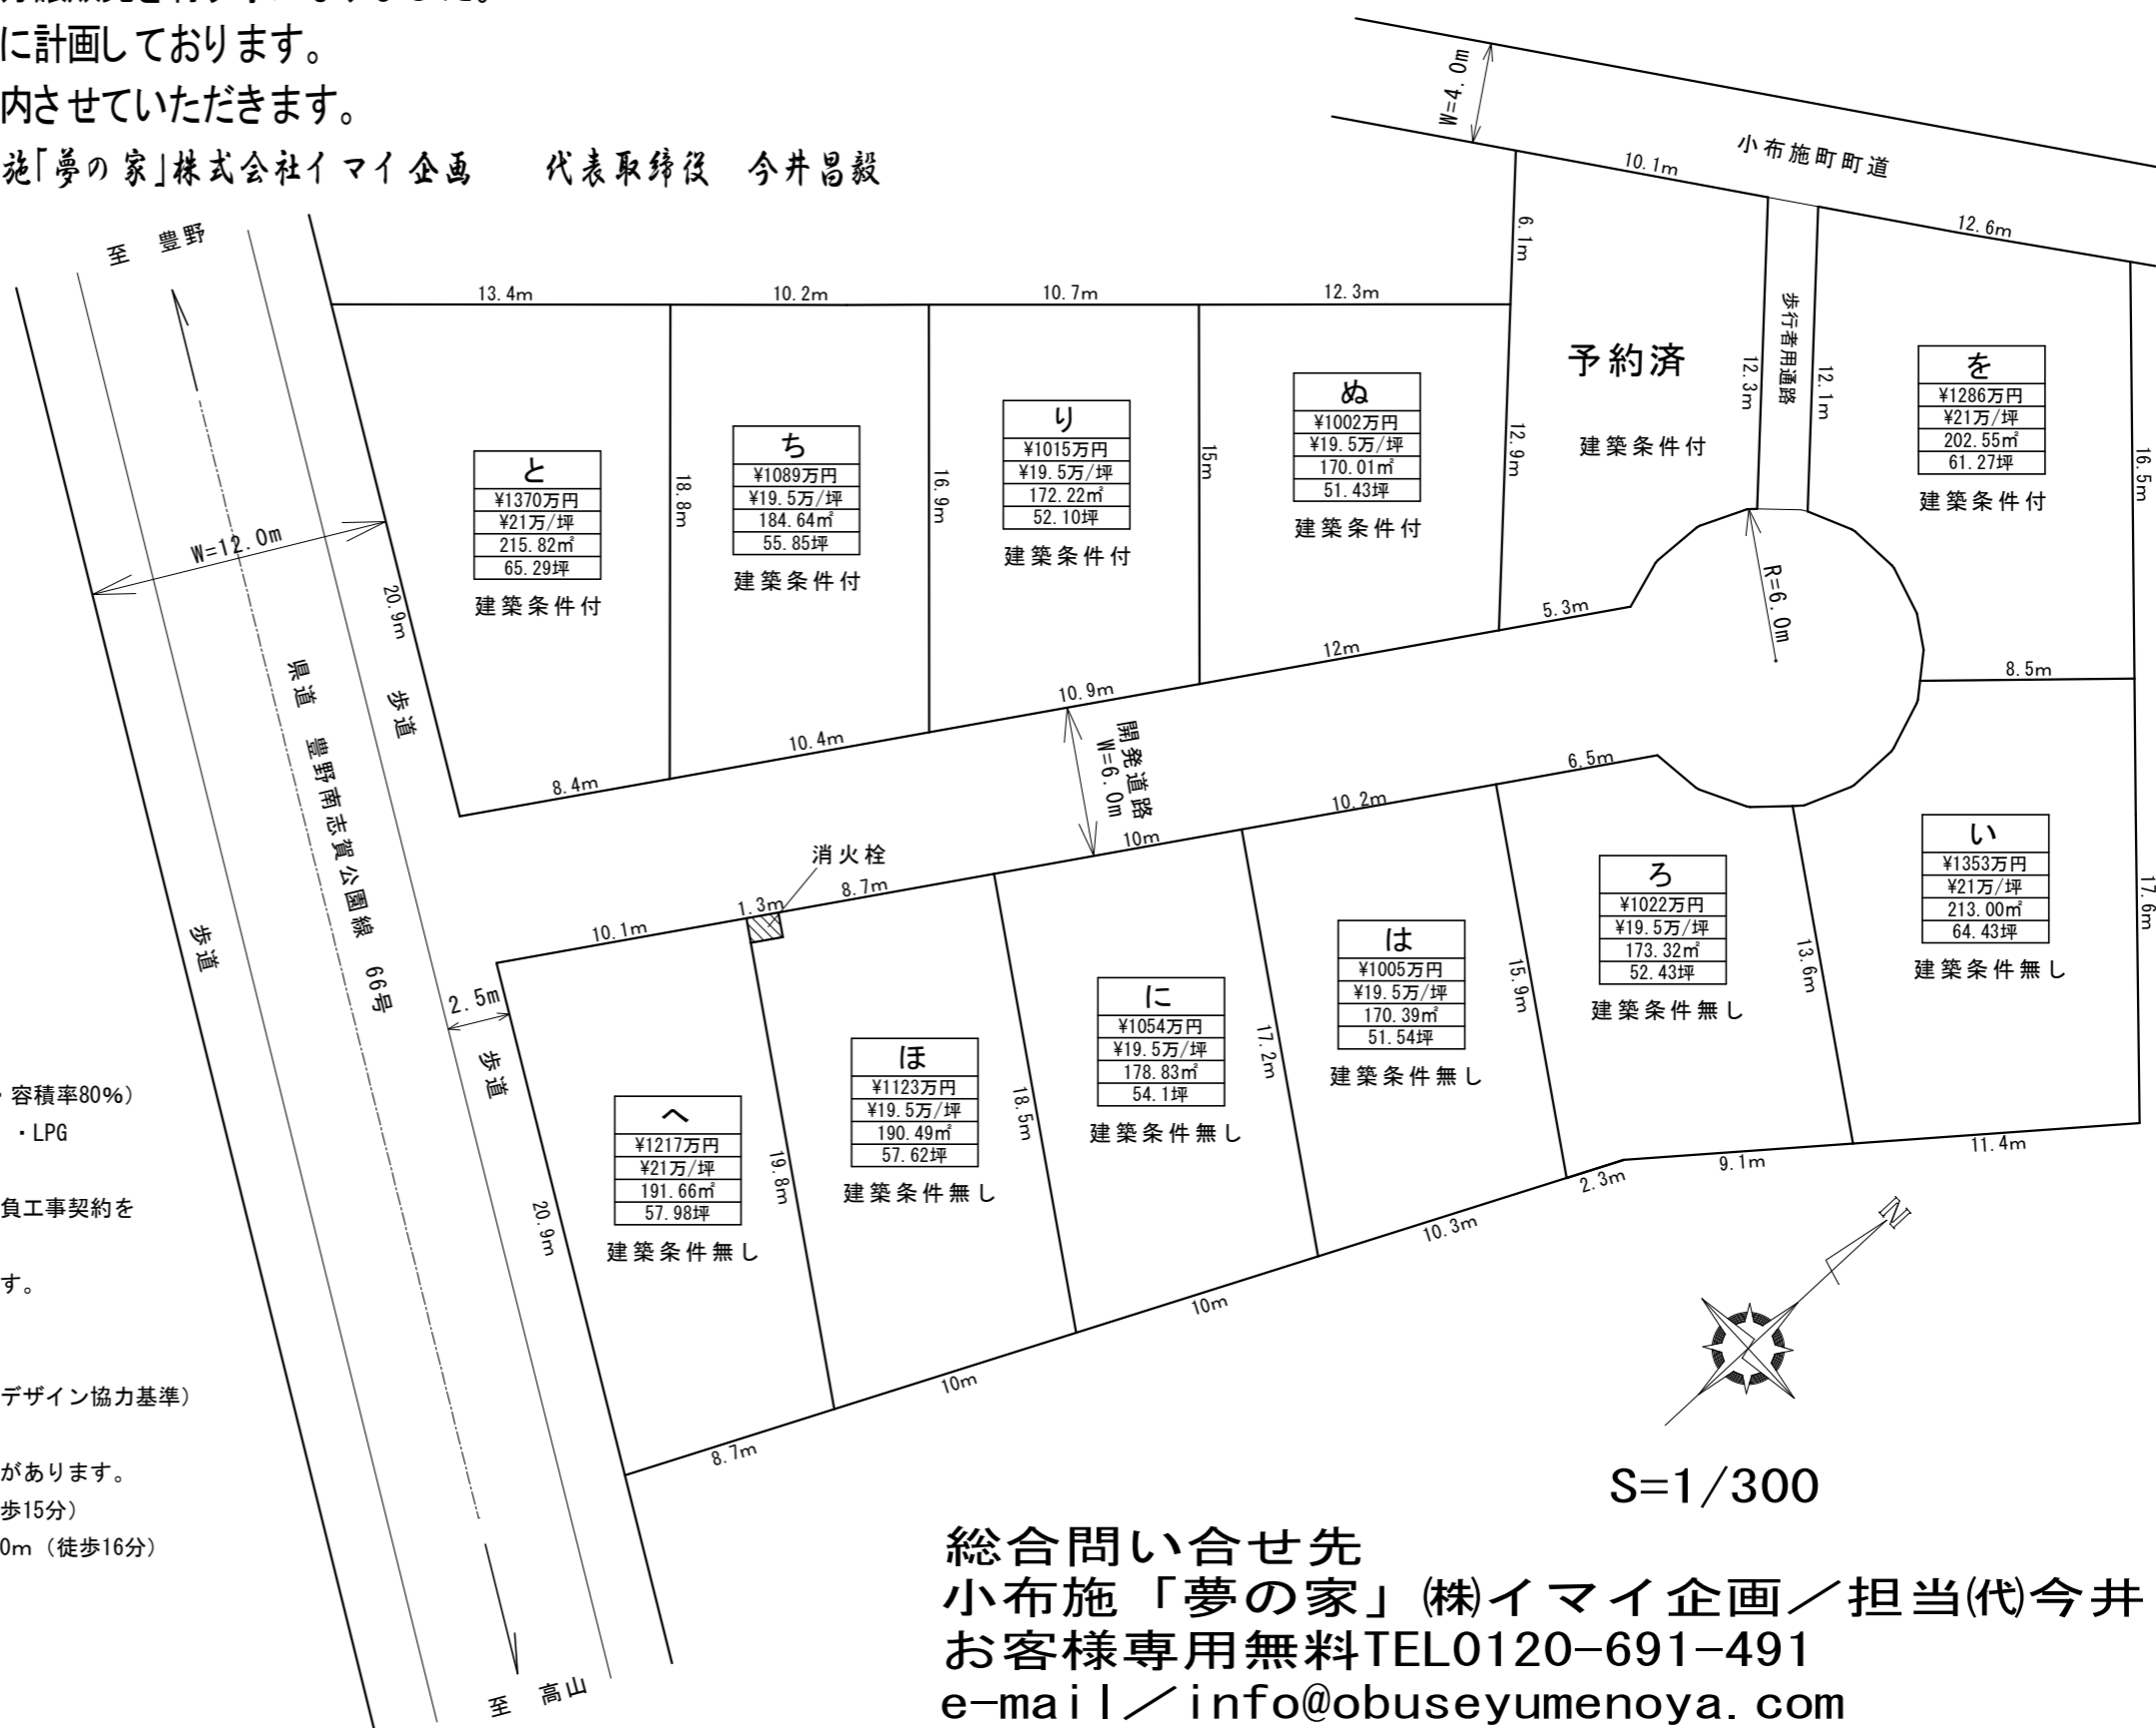 に計画しております。
内させていただきます。
施「夢の家」株式会社イマイ企画　代表取締役　今井昌毅
至 豊野
W=12.0m
県道 豊野南志賀公園線 66号
歩道
歩道
歩道
2.5m
20.9m
20.9m
至 高山
W=4.0m
小布施町町道
10.1m
12.6m
6.1m
歩行者用通路
12.3m
12.1m
16.5m
13.4m
10.2m
10.7m
12.3m
18.8m
16.9m
15m
12.9m
と
¥1370万円
¥21万/坪
215.82㎡
65.29坪
建築条件付
ち
¥1089万円
¥19.5万/坪
184.64㎡
55.85坪
建築条件付
り
¥1015万円
¥19.5万/坪
172.22㎡
52.10坪
建築条件付
ぬ
¥1002万円
¥19.5万/坪
170.01㎡
51.43坪
建築条件付
予約済
建築条件付
を
¥1286万円
¥21万/坪
202.55㎡
61.27坪
建築条件付
8.4m
10.4m
10.9m
12m
5.3m
R=6.0m
8.5m
開発道路
W=6.0m
消火栓
10.1m
1.3m
8.7m
10m
10.2m
6.5m
へ
¥1217万円
¥21万/坪
191.66㎡
57.98坪
建築条件無し
ほ
¥1123万円
¥19.5万/坪
190.49㎡
57.62坪
建築条件無し
に
¥1054万円
¥19.5万/坪
178.83㎡
54.1坪
建築条件無し
は
¥1005万円
¥19.5万/坪
170.39㎡
51.54坪
建築条件無し
ろ
¥1022万円
¥19.5万/坪
173.32㎡
52.43坪
建築条件無し
い
¥1353万円
¥21万/坪
213.00㎡
64.43坪
建築条件無し
19.8m
18.5m
17.2m
15.9m
13.6m
17.6m
8.7m
10m
10m
10.3m
2.3m
9.1m
11.4m
容積率80%）
・LPG
負工事契約を
す。
デザイン協力基準）
があります。
歩15分）
0m（徒歩16分）
N
S=1/300
総合問い合せ先
小布施「夢の家」㈱イマイ企画／担当㈹今井
お客様専用無料TEL0120-691-491
e-mail／info@obuseyumenoya.com